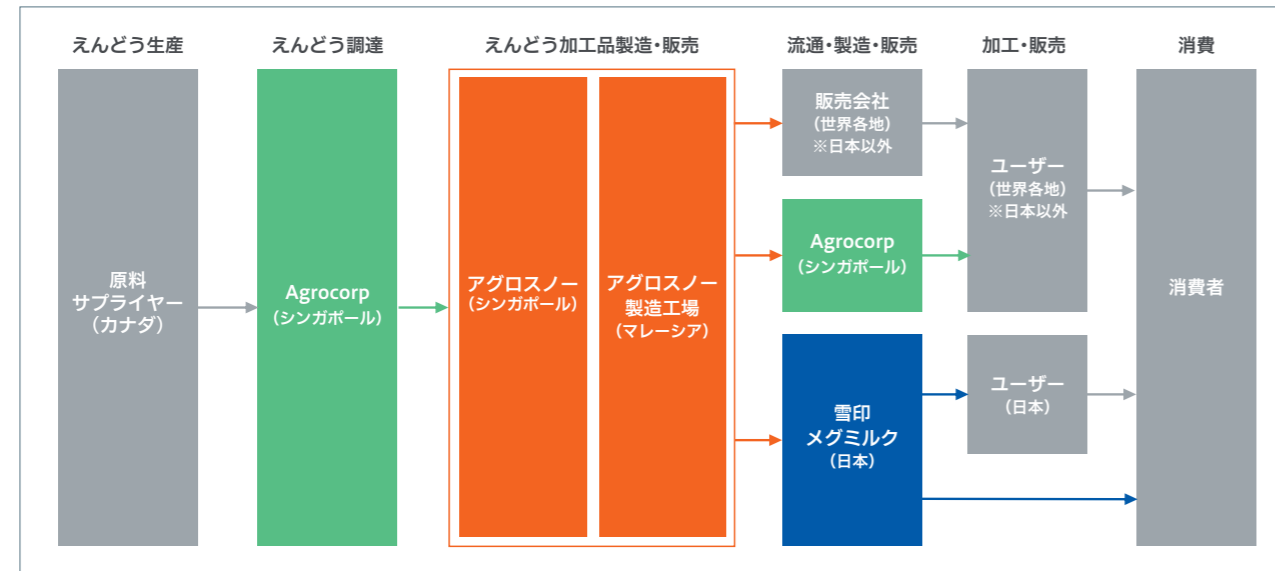 えんどう生産
えんどう調達
えんどう加工品製造・販売
流通・製造・販売
加工・販売
消費
原料
サプライヤー
（カナダ）
Agrocorp
（シンガポール）
アグロスノー
（シンガポール）
アグロスノー
製造工場
（マレーシア）
販売会社
（世界各地）
※日本以外
Agrocorp
（シンガポール）
雪印
メグミルク
（日本）
ユーザー
（世界各地）
※日本以外
ユーザー
（日本）
消費者